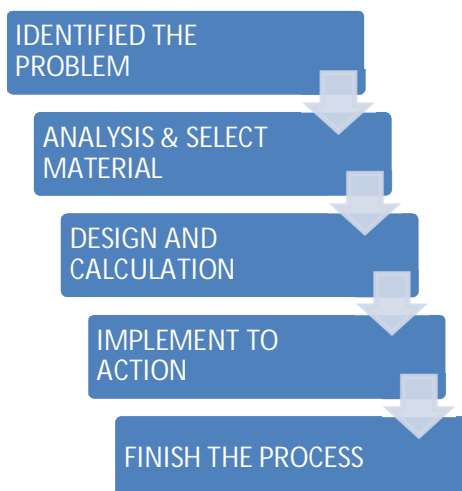 IDENTIFIED THE
PROBLEM
ANALYSIS & SELECT
MATERIAL
DESIGN AND
CALCULATION
IMPLEMENT TO
ACTION
FINISH THE PROCESS